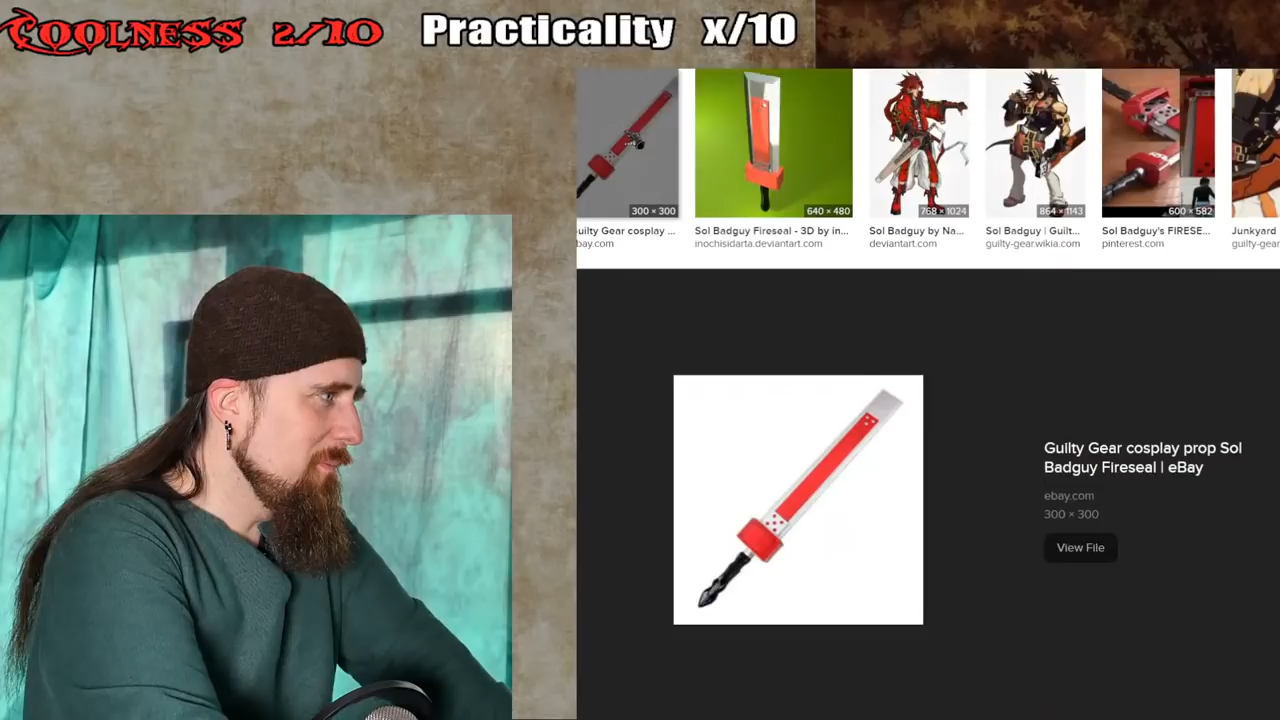 COOLNESS 2/10 Practicality x/10
300 × 300
640 × 480
768 × 1024
864 × 1143
600 × 582
uilty Gear cosplay ...
bay.com
Sol Badguy Fireseal - 3D by in...
inochisidarta.deviantart.com
Sol Badguy by Na...
deviantart.com
Sol Badguy | Guilt...
guilty-gear.wikia.com
Sol Badguy's FIRESE...
pinterest.com
Junkyard
guilty-gear
Guilty Gear cosplay prop Sol
Badguy Fireseal | eBay
ebay.com
300 × 300
View File